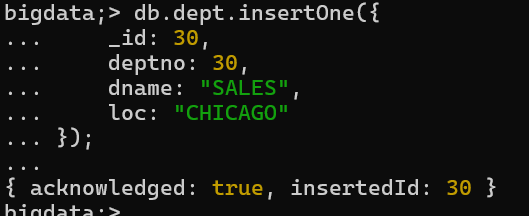 bigdata;> db.dept.insertOne({
...     _id: 30,
...     deptno: 30,
...     dname: "SALES",
...     loc: "CHICAGO"
... });
...
{ acknowledged: true, insertedId: 30 }
bigdata;>